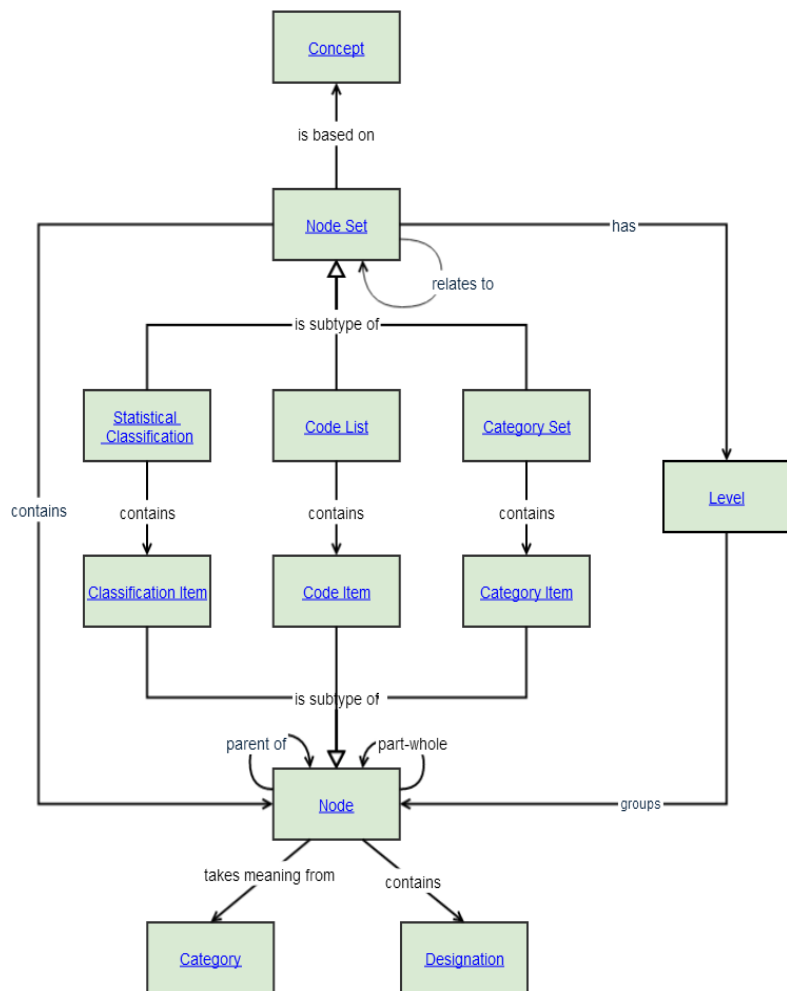 Concept
is based on
Node Set
has
relates to
is subtype of
Statistical
Classification
Code List
Category Set
Level
contains
contains
contains
contains
Classification Item
Code Item
Category Item
is subtype of
parent of
part-whole
Node
groups
takes meaning from
contains
Category
Designation